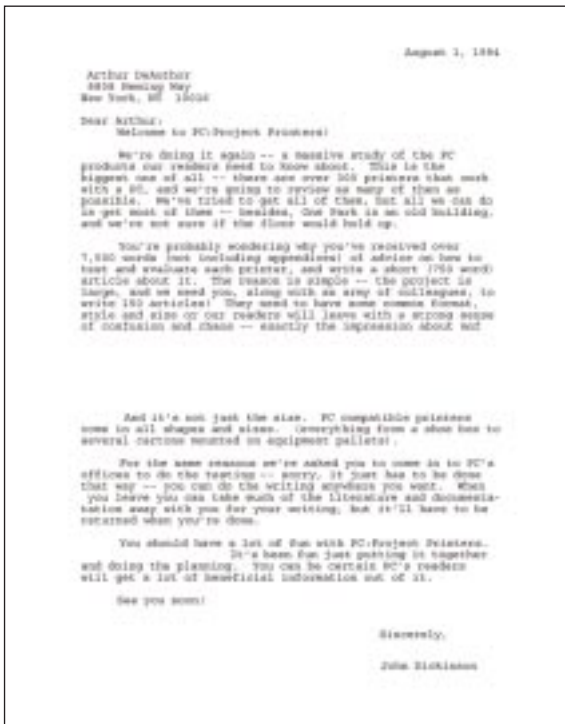 August 1, 1984
Arthur DeAuthor
New York, NY 10016
Dear Arthur:
Welcome to PC:Project Printers!
We're doing it again -- a massive study of the PC
products our readers need to know about. This is the
biggest one of all -- there are over 300 printers that work
with a PC, and we're going to review as many of them as
possible. We've tried to get all of them, but all we can do
is get most of them -- besides, One Park is an old building,
and we're not sure if the floor would hold up.
You're probably wondering why you've received over
7,500 words (not including appendices) of advice on how to
test and evaluate each printer, and write a short (750 word)
article about it. The reason is simple -- the project is
large, and we need you, along with an army of colleagues, to
write 150 articles! They need to have some common format,
style and size or our readers will leave with a strong sense
of confusion and chaos -- exactly the impression about
And it's not just the size. PC compatible printers
come in all shapes and sizes. (everything from a shoe box to
several cartons mounted on equipment pallets).
For the same reasons we're asked you to come in to PC's
offices to do the testing -- sorry, it just has to be done
that way -- you can do the writing anywhere you want. When
you leave you can take much of the literature and documenta-
tation away with you for your writing, but it'll have to be
returned when you're done.
You should have a lot of fun with PC:Project Printers.
It's been fun just putting it together
and doing the planning. You can be certain PC's readers
will get a lot of beneficial information out of it.
See you soon!
Sincerely,
John Dickinson